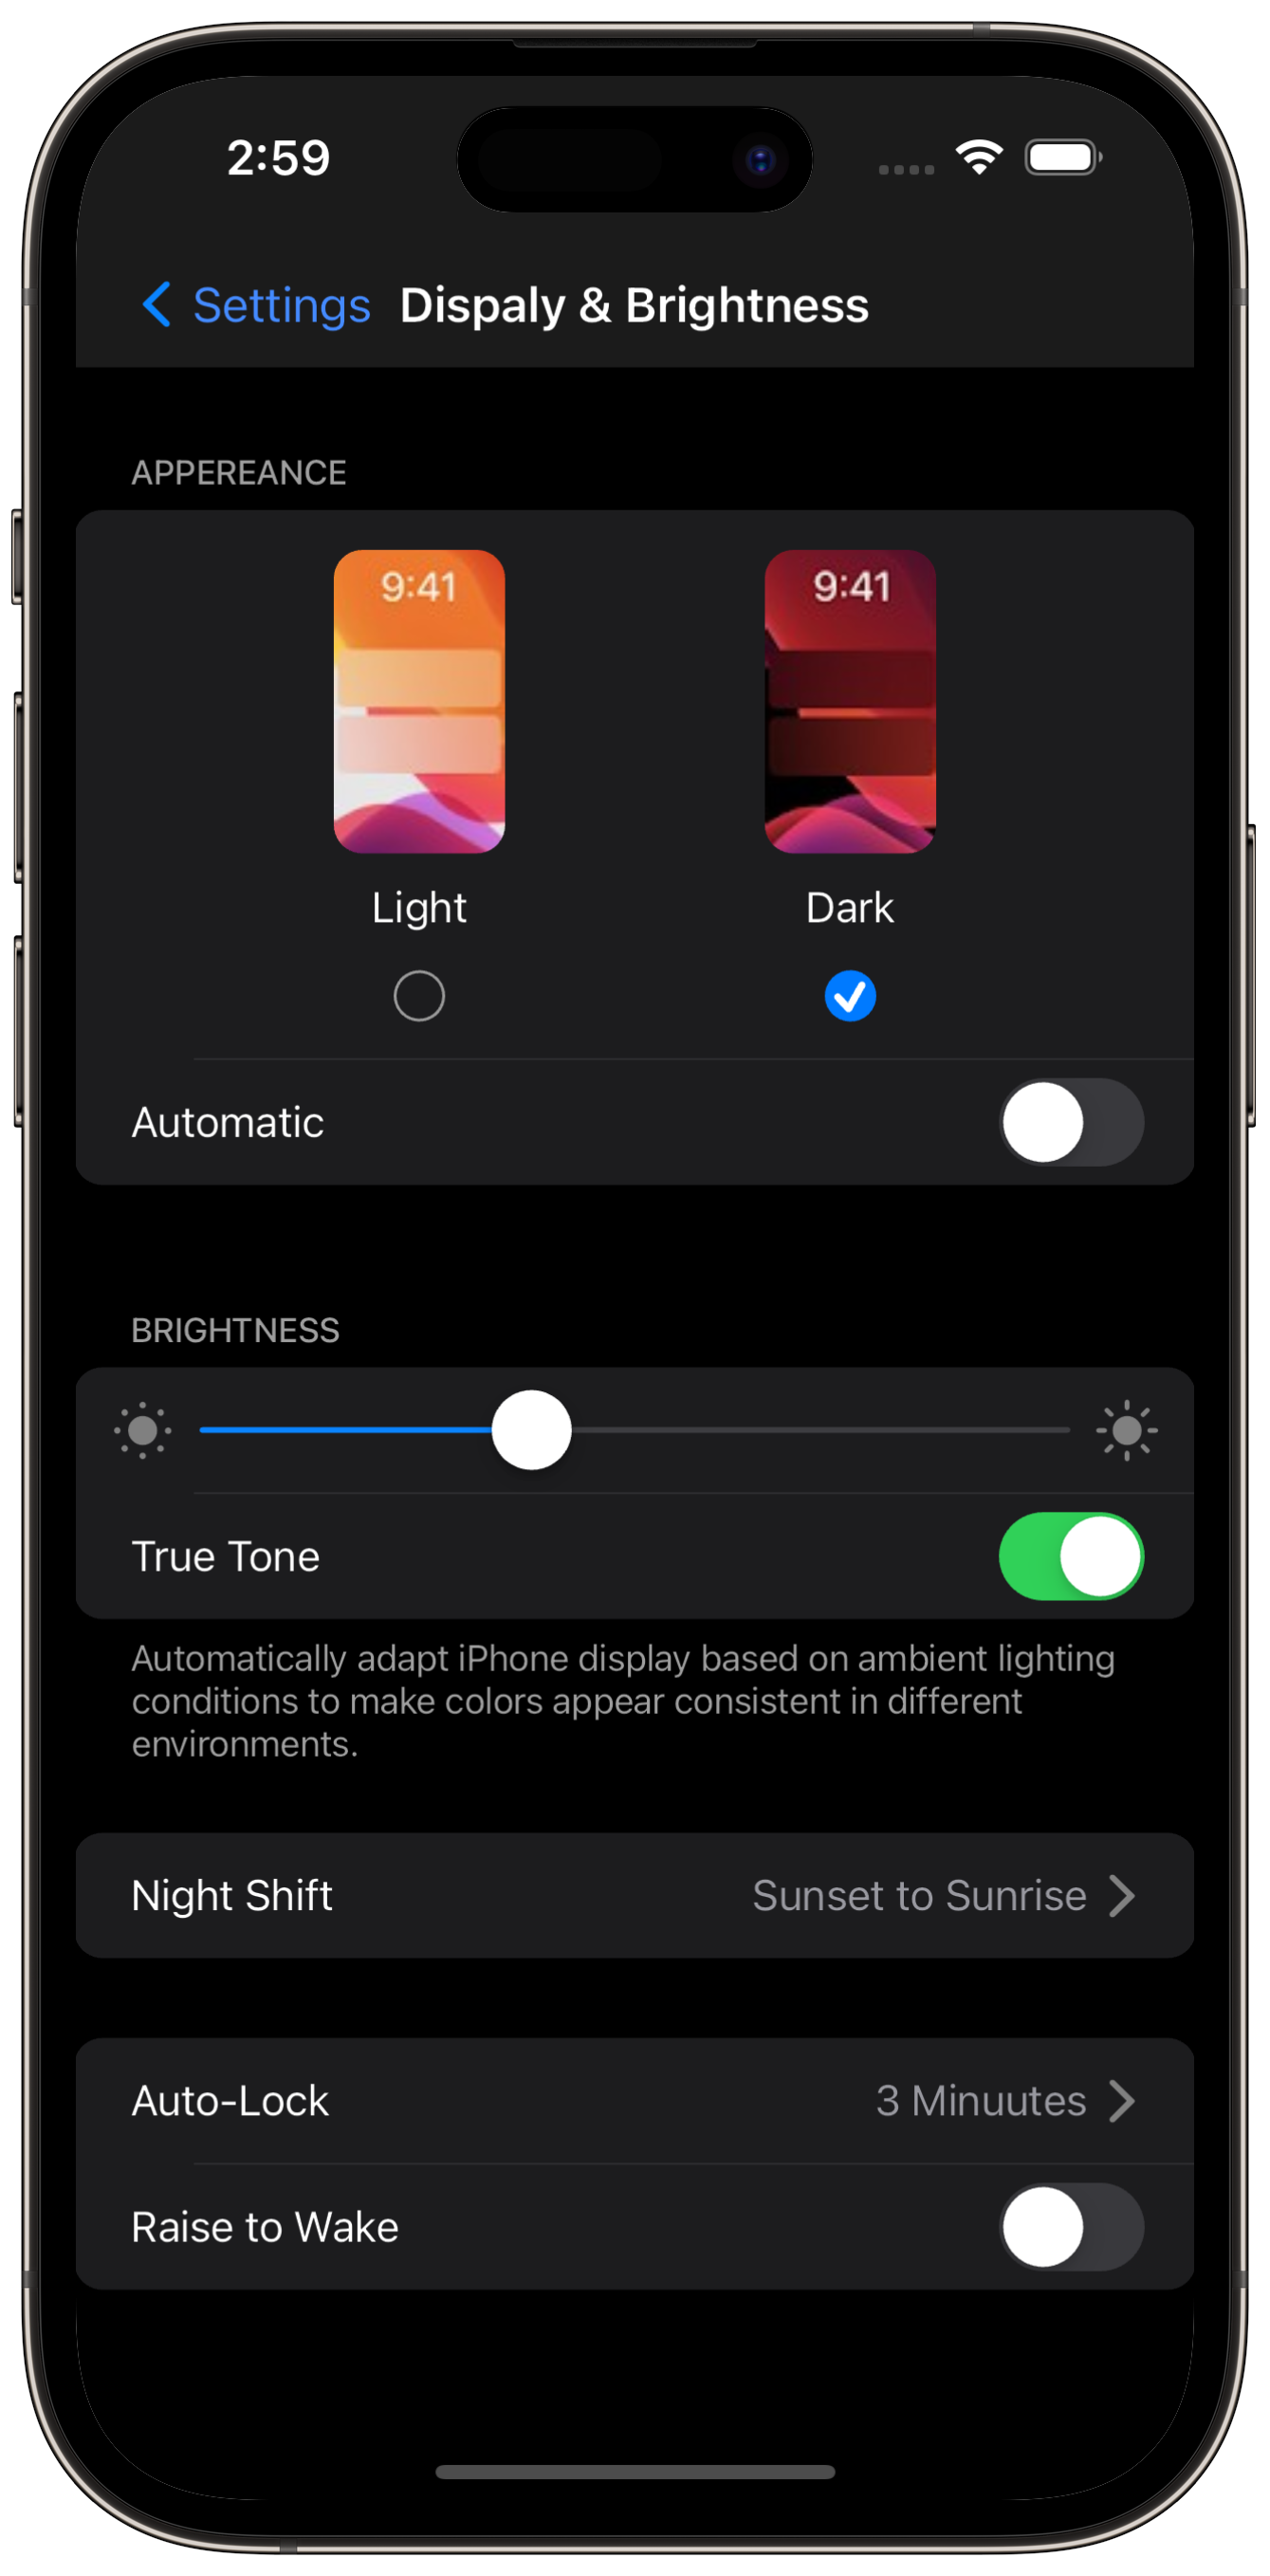 2:59
Settings Dispaly & Brightness
APPEREANCE
9:41 9:41
Light Dark
Automatic
BRIGHTNESS
True Tone
Automatically adapt iPhone display based on ambient lighting
conditions to make colors appear consistent in different
environments.
Night Shift Sunset to Sunrise
Auto-Lock 3 Minuutes
Raise to Wake